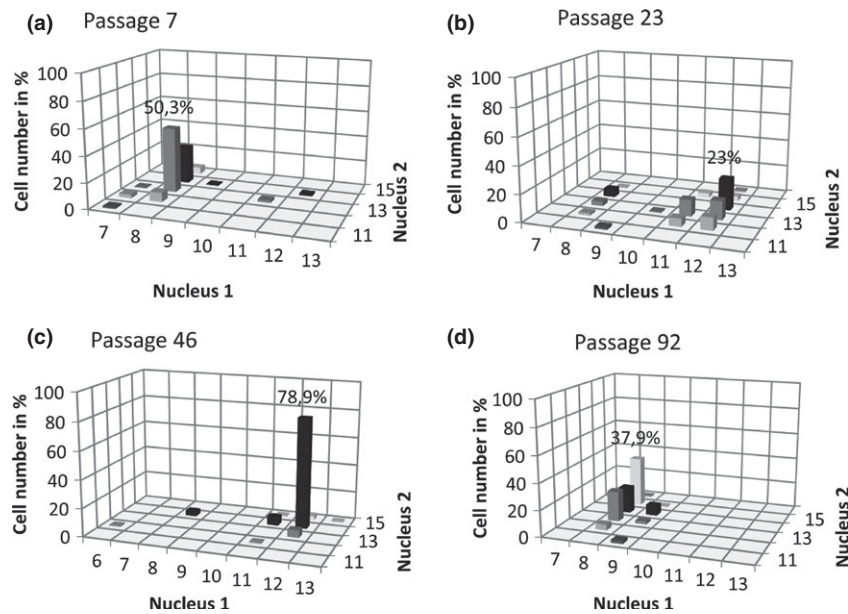 (a) Passage 7
Cell number in %
100
80
60
40
20
0
50,3%
7 8 9 10 11 12 13
Nucleus 1
11 13 15
Nucleus 2
(b) Passage 23
Cell number in %
100
80
60
40
20
0
23%
7 8 9 10 11 12 13
Nucleus 1
11 13 15
Nucleus 2
(c) Passage 46
Cell number in %
100
80
60
40
20
0
78,9%
6 7 8 9 10 11 12 13
Nucleus 1
11 13 15
Nucleus 2
(d) Passage 92
Cell number in %
100
80
60
40
20
0
37,9%
7 8 9 10 11 12 13
Nucleus 1
11 13 15
Nucleus 2